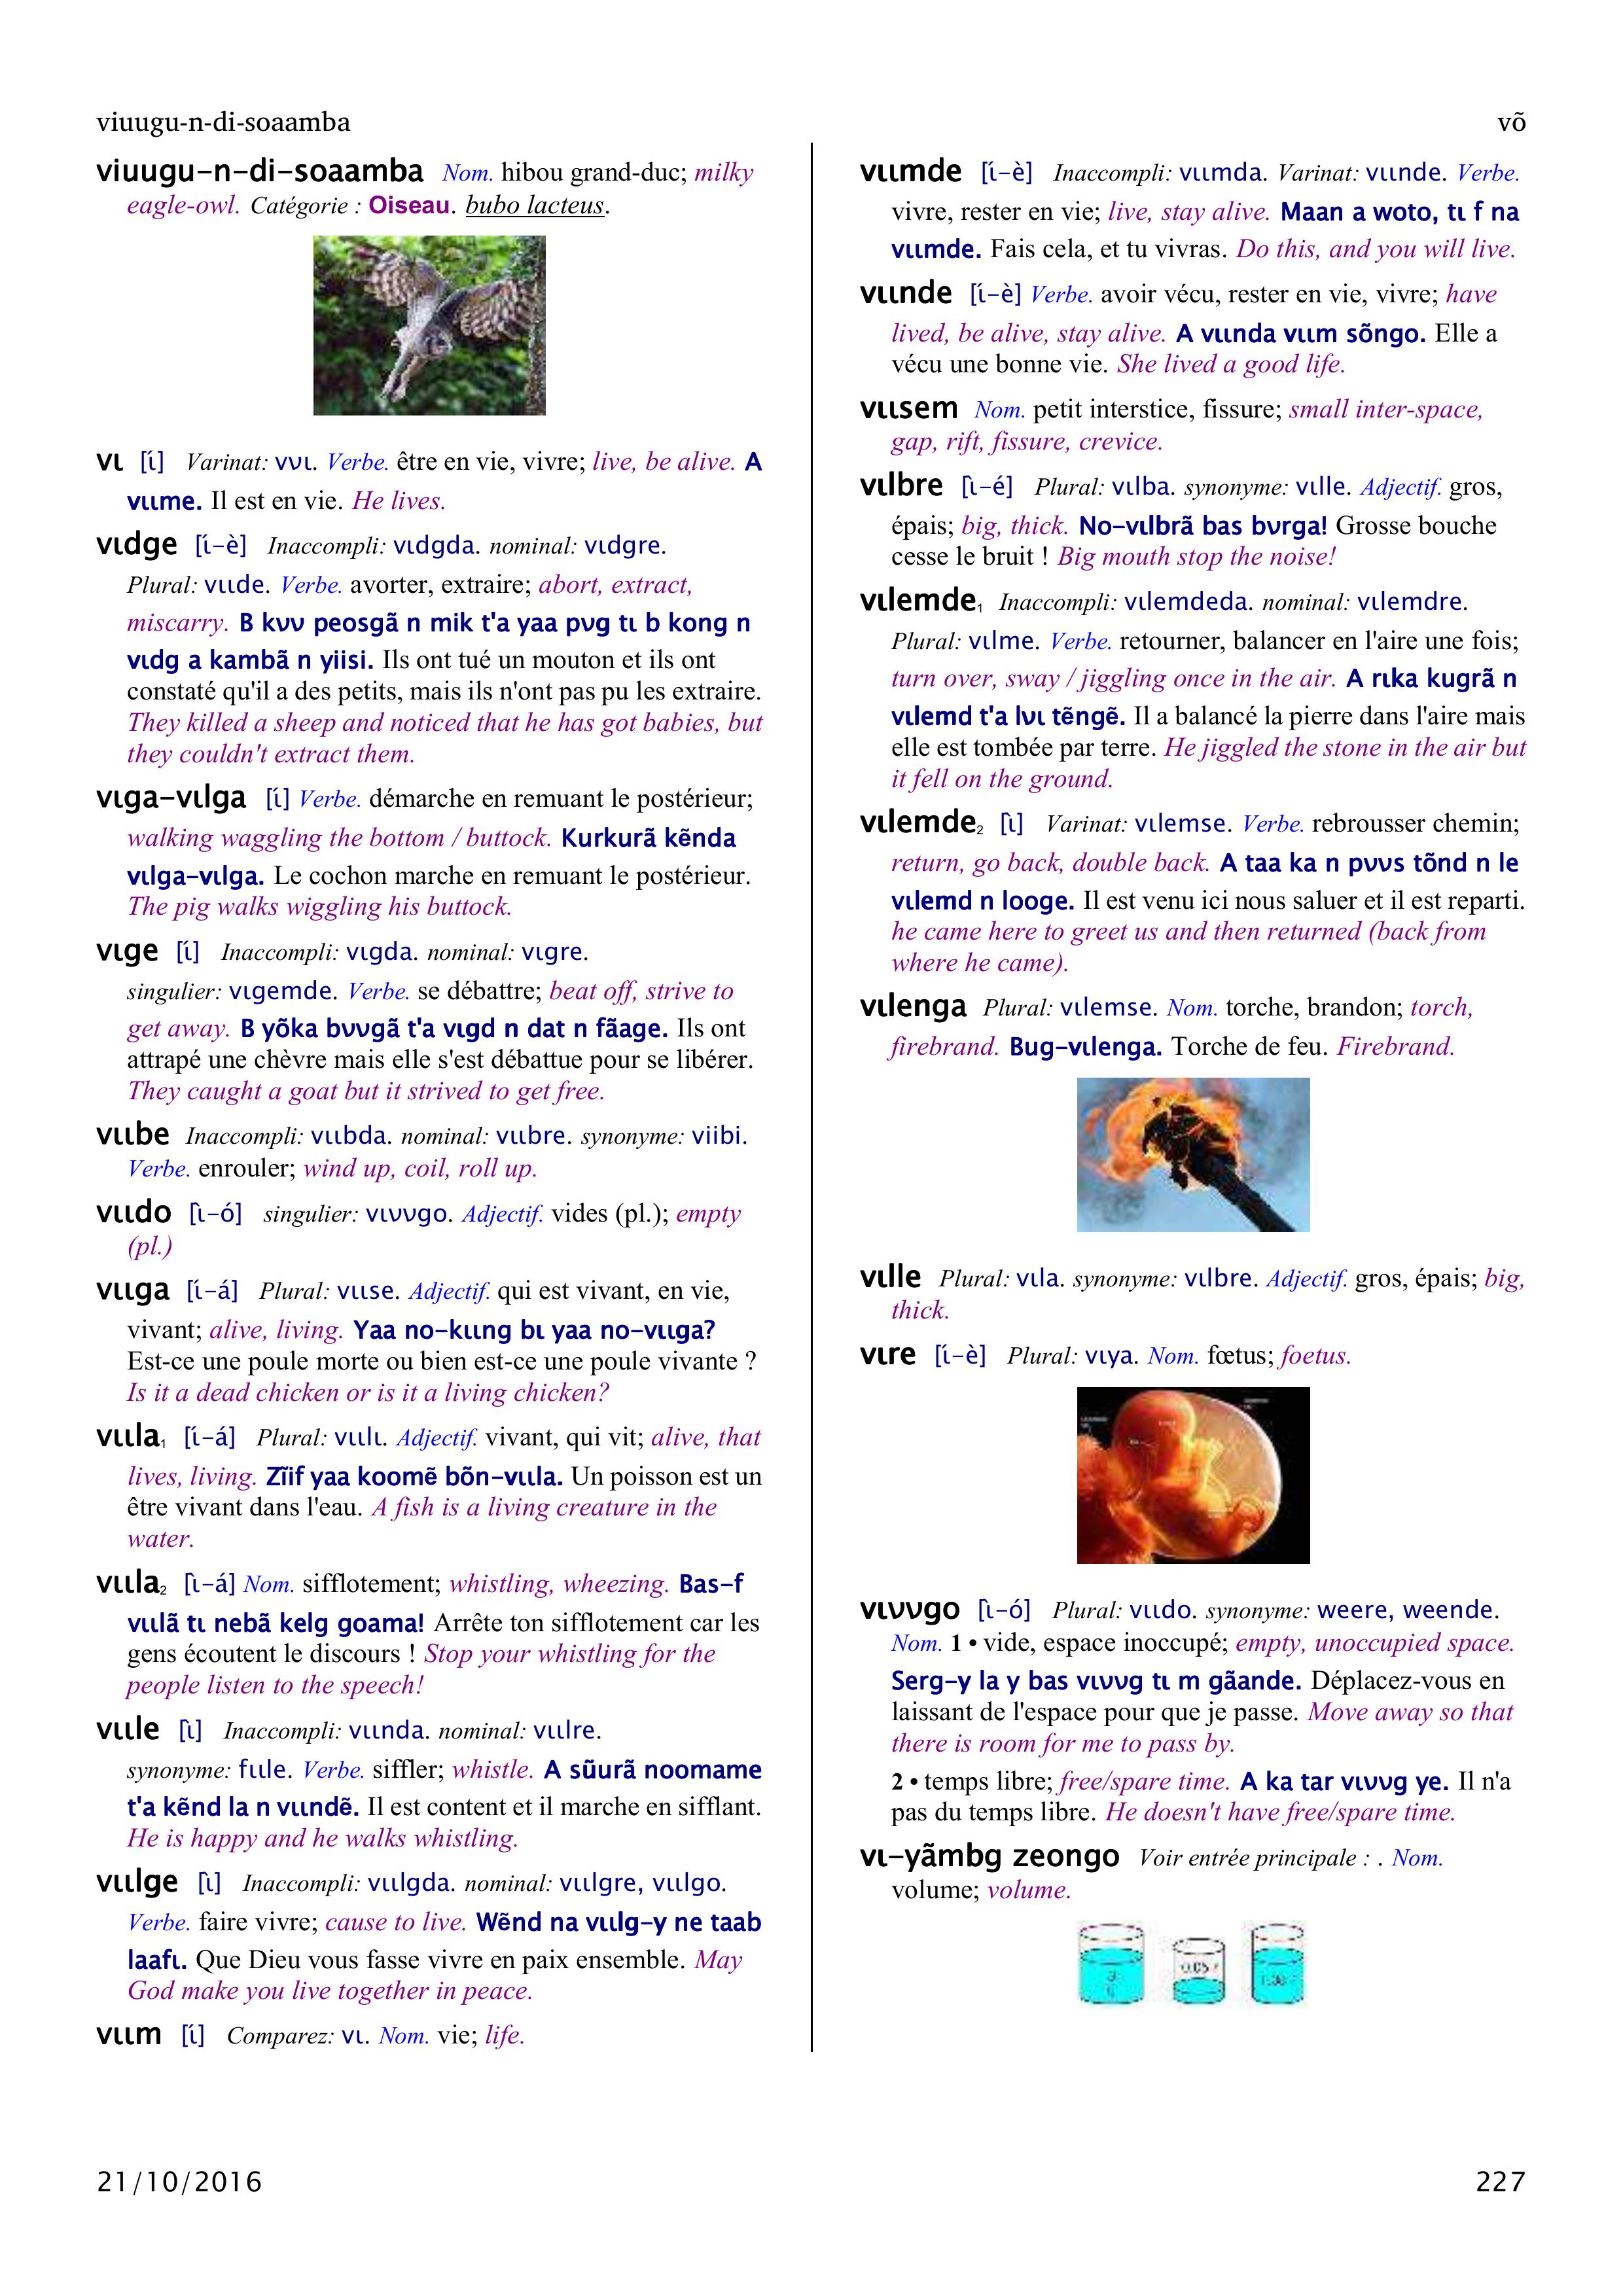 viuugu-n-di-soaamba
võ
viuugu–n–di–soaamba Nom. hibou grand-duc; milky
eagle-owl. Catégorie : Oiseau. bubo lacteus.
vɩ [ɩ́] Varinat: vʋɩ. Verbe. être en vie, vivre; live, be alive. A
vɩɩme. Il est en vie. He lives.
vɩdge [ɩ́–è] Inaccompli: vɩdgda. nominal: vɩdgre.
Plural: vɩɩde. Verbe. avorter, extraire; abort, extract,
miscarry. B kʋʋ peosgã n mik t'a yaa pʋg tɩ b kong n
vɩdg a kambã n yiisi. Ils ont tué un mouton et ils ont
constaté qu'il a des petits, mais ils n'ont pas pu les extraire.
They killed a sheep and noticed that he has got babies, but
they couldn't extract them.
vɩga–vɩlga [ɩ́] Verbe. démarche en remuant le postérieur;
walking waggling the bottom / buttock. Kurkurã kẽnda
vɩlga–vɩlga. Le cochon marche en remuant le postérieur.
The pig walks wiggling his buttock.
vɩge [ɩ́] Inaccompli: vɩgda. nominal: vɩgre.
singulier: vɩgemde. Verbe. se débattre; beat off, strive to
get away. B yõka bʋʋgã t'a vɩgd n dat n fãage. Ils ont
attrapé une chèvre mais elle s'est débattue pour se libérer.
They caught a goat but it strived to get free.
vɩɩbe Inaccompli: vɩɩbda. nominal: vɩɩbre. synonyme: viibi.
Verbe. enrouler; wind up, coil, roll up.
vɩɩdo [ɩ̀–ó] singulier: vɩʋʋgo. Adjectif. vides (pl.); empty
(pl.)
vɩɩga [ɩ́–á] Plural: vɩɩse. Adjectif. qui est vivant, en vie,
vivant; alive, living. Yaa no–kɩɩng bɩ yaa no–vɩɩga?
Est-ce une poule morte ou bien est-ce une poule vivante ?
Is it a dead chicken or is it a living chicken?
vɩɩla₁ [ɩ́–á] Plural: vɩɩlɩ. Adjectif. vivant, qui vit; alive, that
lives, living. Zĩif yaa koomẽ bõn–vɩɩla. Un poisson est un
être vivant dans l'eau. A fish is a living creature in the
water.
vɩɩla₂ [ɩ̀–á] Nom. sifflotement; whistling, wheezing. Bas–f
vɩɩlã tɩ nebã kelg goama! Arrête ton sifflotement car les
gens écoutent le discours ! Stop your whistling for the
people listen to the speech!
vɩɩle [ɩ̀] Inaccompli: vɩɩnda. nominal: vɩɩlre.
synonyme: fɩɩle. Verbe. siffler; whistle. A sũurã noomame
t'a kẽnd la n vɩɩndẽ. Il est content et il marche en sifflant.
He is happy and he walks whistling.
vɩɩlge [ɩ̀] Inaccompli: vɩɩlgda. nominal: vɩɩlgre, vɩɩlgo.
Verbe. faire vivre; cause to live. Wẽnd na vɩɩlg–y ne taab
laafɩ. Que Dieu vous fasse vivre en paix ensemble. May
God make you live together in peace.
vɩɩm [ɩ́] Comparez: vɩ. Nom. vie; life.
vɩɩmde [ɩ́–è] Inaccompli: vɩɩmda. Varinat: vɩɩnde. Verbe.
vivre, rester en vie; live, stay alive. Maan a woto, tɩ f na
vɩɩmde. Fais cela, et tu vivras. Do this, and you will live.
vɩɩnde [ɩ́–è] Verbe. avoir vécu, rester en vie, vivre; have
lived, be alive, stay alive. A vɩɩnda vɩɩm sõngo. Elle a
vécu une bonne vie. She lived a good life.
vɩɩsem Nom. petit interstice, fissure; small inter-space,
gap, rift, fissure, crevice.
vɩlbre [ɩ̀–é] Plural: vɩlba. synonyme: vɩlle. Adjectif. gros,
épais; big, thick. No–vɩlbrã bas bʋrga! Grosse bouche
cesse le bruit ! Big mouth stop the noise!
vɩlemde₁ Inaccompli: vɩlemdeda. nominal: vɩlemdre.
Plural: vɩlme. Verbe. retourner, balancer en l'aire une fois;
turn over, sway / jiggling once in the air. A rɩka kugrã n
vɩlemd t'a lʋɩ tẽngẽ. Il a balancé la pierre dans l'aire mais
elle est tombée par terre. He jiggled the stone in the air but
it fell on the ground.
vɩlemde₂ [ɩ̀] Varinat: vɩlemse. Verbe. rebrousser chemin;
return, go back, double back. A taa ka n pʋʋs tõnd n le
vɩlemd n looge. Il est venu ici nous saluer et il est reparti.
he came here to greet us and then returned (back from
where he came).
vɩlenga Plural: vɩlemse. Nom. torche, brandon; torch,
firebrand. Bug–vɩlenga. Torche de feu. Firebrand.
vɩlle Plural: vɩla. synonyme: vɩlbre. Adjectif. gros, épais; big,
thick.
vɩre [ɩ́–è] Plural: vɩya. Nom. fœtus; foetus.
vɩʋʋgo [ɩ̀–ó] Plural: vɩɩdo. synonyme: weere, weende.
Nom. 1 • vide, espace inoccupé; empty, unoccupied space.
Serg–y la y bas vɩʋʋg tɩ m gãande. Déplacez-vous en
laissant de l'espace pour que je passe. Move away so that
there is room for me to pass by.
2 • temps libre; free/spare time. A ka tar vɩʋʋg ye. Il n'a
pas du temps libre. He doesn't have free/spare time.
vɩ–yãmbg zeongo Voir entrée principale : . Nom.
volume; volume.
21/10/2016
227